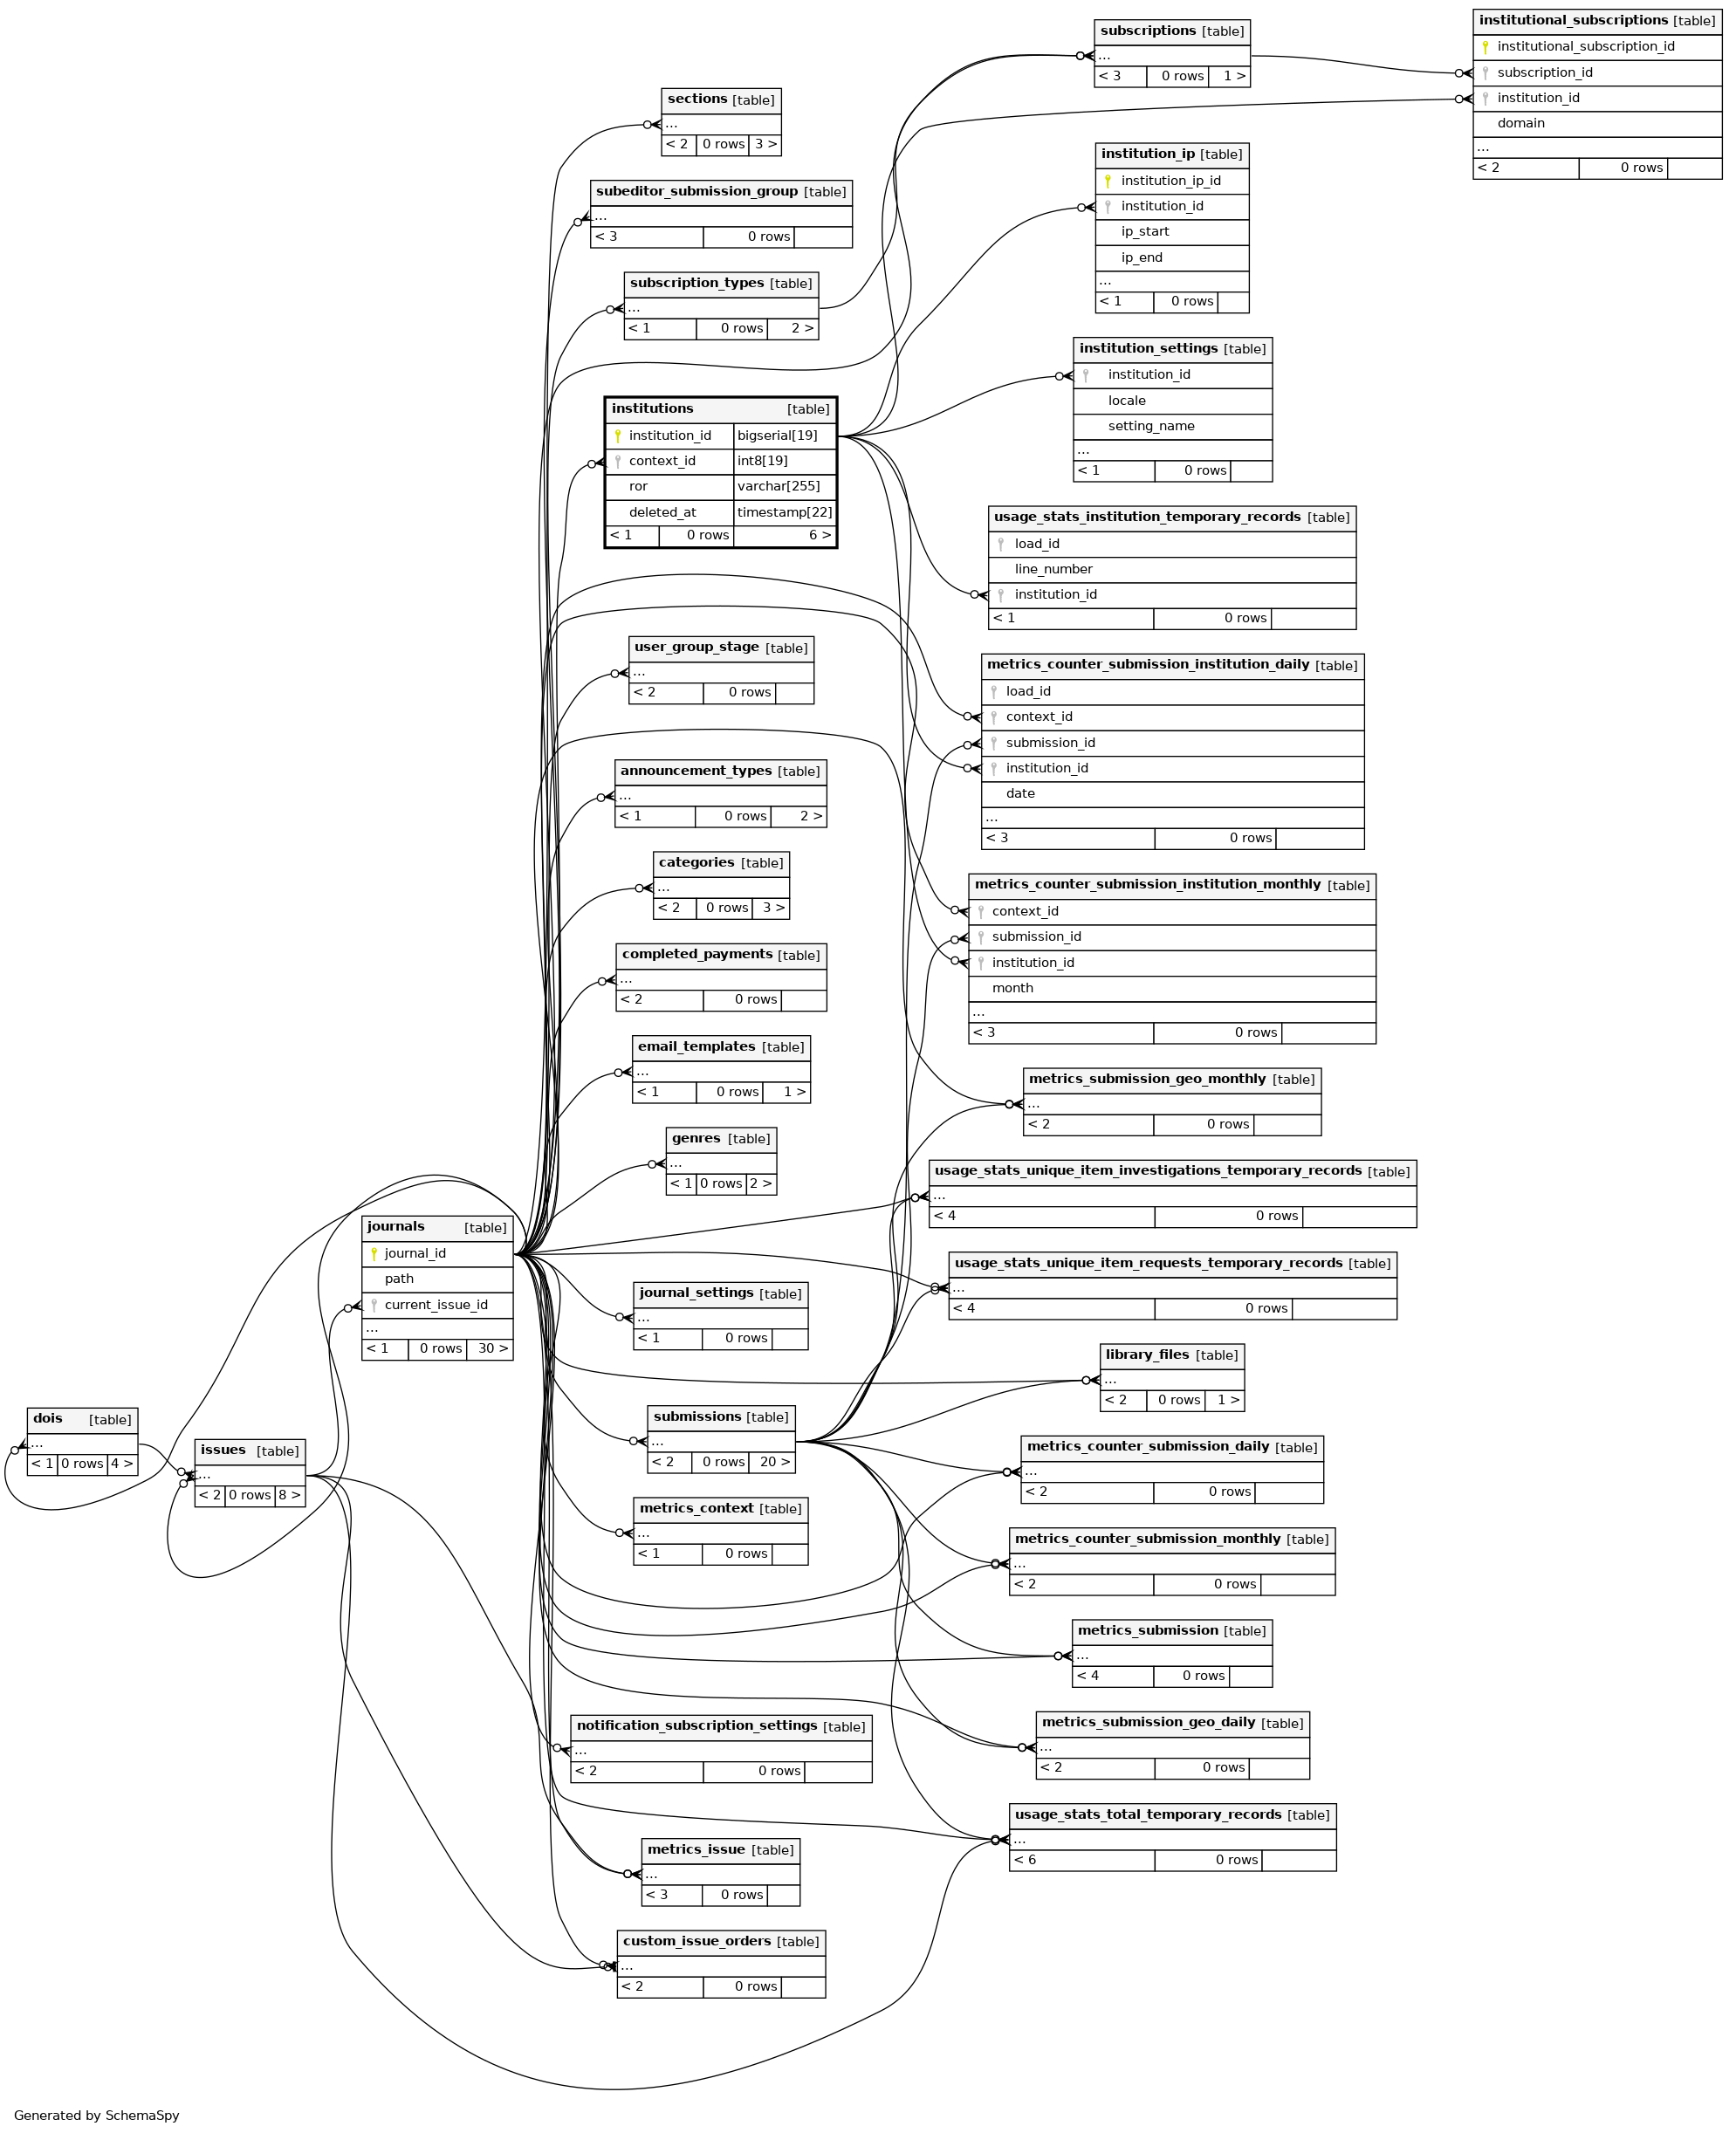 subscriptions [table]
...
< 3 0 rows 1 >
institutional_subscriptions [table]
institutional_subscription_id
subscription_id
institution_id
domain
...
< 2 0 rows
sections [table]
...
< 2 0 rows 3 >
institution_ip [table]
institution_ip_id
institution_id
ip_start
ip_end
...
< 1 0 rows
subeditor_submission_group [table]
...
< 3 0 rows
subscription_types [table]
...
< 1 0 rows 2 >
institution_settings [table]
institution_id
locale
setting_name
...
< 1 0 rows
institutions [table]
institution_id bigserial[19]
context_id int8[19]
ror varchar[255]
deleted_at timestamp[22]
< 1 0 rows 6 >
usage_stats_institution_temporary_records [table]
load_id
line_number
institution_id
< 1 0 rows
user_group_stage [table]
...
< 2 0 rows
metrics_counter_submission_institution_daily [table]
load_id
context_id
submission_id
institution_id
date
...
< 3 0 rows
announcement_types [table]
...
< 1 0 rows 2 >
categories [table]
...
< 2 0 rows 3 >
metrics_counter_submission_institution_monthly [table]
context_id
submission_id
institution_id
month
...
< 3 0 rows
completed_payments [table]
...
< 2 0 rows
email_templates [table]
...
< 1 0 rows 1 >
metrics_submission_geo_monthly [table]
...
< 2 0 rows
genres [table]
...
< 1 0 rows 2 >
usage_stats_unique_item_investigations_temporary_records [table]
...
< 4 0 rows
journals [table]
journal_id
path
current_issue_id
...
< 1 0 rows 30 >
usage_stats_unique_item_requests_temporary_records [table]
...
< 4 0 rows
journal_settings [table]
...
< 1 0 rows
library_files [table]
...
< 2 0 rows 1 >
dois [table]
...
< 1 0 rows 4 >
issues [table]
...
< 2 0 rows 8 >
submissions [table]
...
< 2 0 rows 20 >
metrics_counter_submission_daily [table]
...
< 2 0 rows
metrics_context [table]
...
< 1 0 rows
metrics_counter_submission_monthly [table]
...
< 2 0 rows
metrics_submission [table]
...
< 4 0 rows
notification_subscription_settings [table]
...
< 2 0 rows
metrics_submission_geo_daily [table]
...
< 2 0 rows
usage_stats_total_temporary_records [table]
...
< 6 0 rows
metrics_issue [table]
...
< 3 0 rows
custom_issue_orders [table]
...
< 2 0 rows
Generated by SchemaSpy